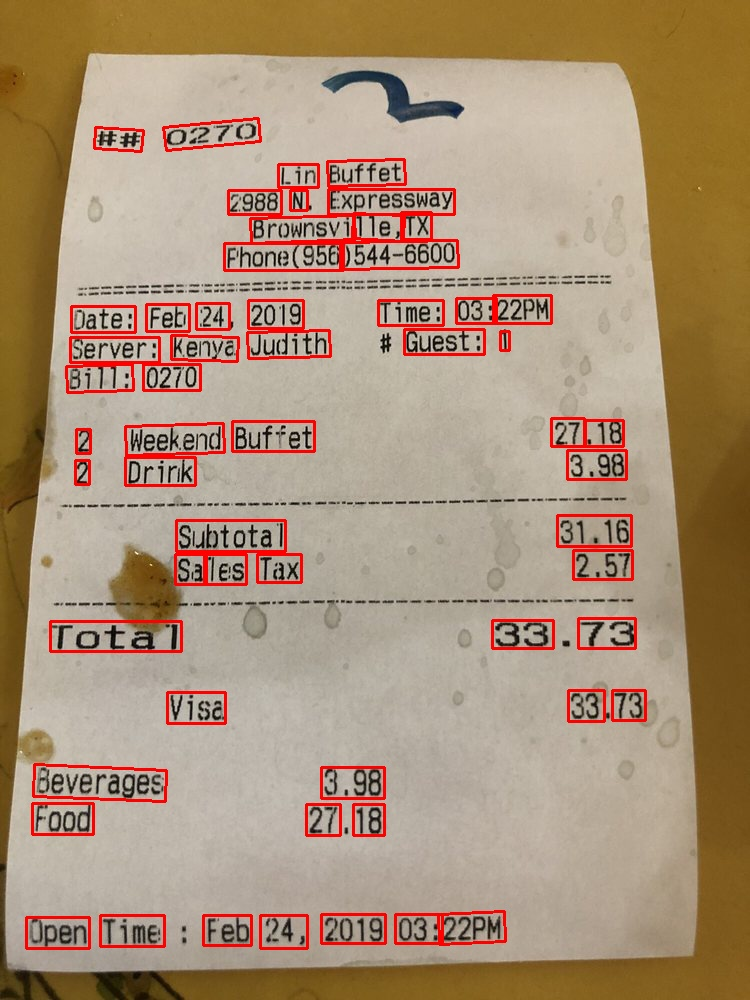 2
## 0270
Lin Buffet
2988 N. Expressway
Brownsville,TX
Phone(956)544-6600
Date: Feb 24, 2019 Time: 03:22PM
Server: Kenya Judith # Guest: 1
Bill: 0270
2 Weekend Buffet 27.18
2 Drink 3.98
Subtotal 31.16
Sales Tax 2.57
Total 33.73
Visa 33.73
Beverages 3.98
Food 27.18
Open Time : Feb 24, 2019 03:22PM